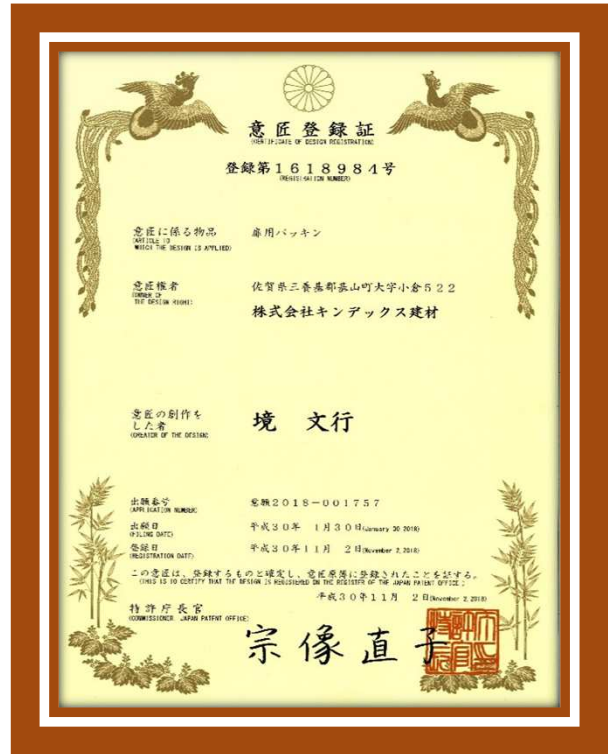 意匠登録証
(CERTIFICATE OF DESIGN REGISTRATION)
登録第1618984号
(REGISTRATION NUMBER)
意匠に係る物品 扉用パッキン
(ARTICLE TO
WHICH THE DESIGN IS APPLIED)
意匠権者 佐賀県三養基郡基山町大字小倉522
(OWNER OF
THE DESIGN RIGHT)
株式会社キンデックス建材
意匠の創作を
した者
(CREATOR OF THE DESIGN)
境 文行
出願番号 意願2018-001757
(APPLICATION NUMBER)
出願日 平成30年 1月30日(January 30,2018)
(FILING DATE)
登録日 平成30年11月 2日(November 2,2018)
(REGISTRATION DATE)
この意匠は、登録するものと確定し、意匠原簿に登録されたことを証する。
(THIS IS TO CERTIFY THAT THE DESIGN IS REGISTERED ON THE REGISTER OF THE JAPAN PATENT OFFICE.)
平成30年11月 2日(November 2,2018)
特許庁長官
(COMMISSIONER, JAPAN PATENT OFFICE)
宗像直子